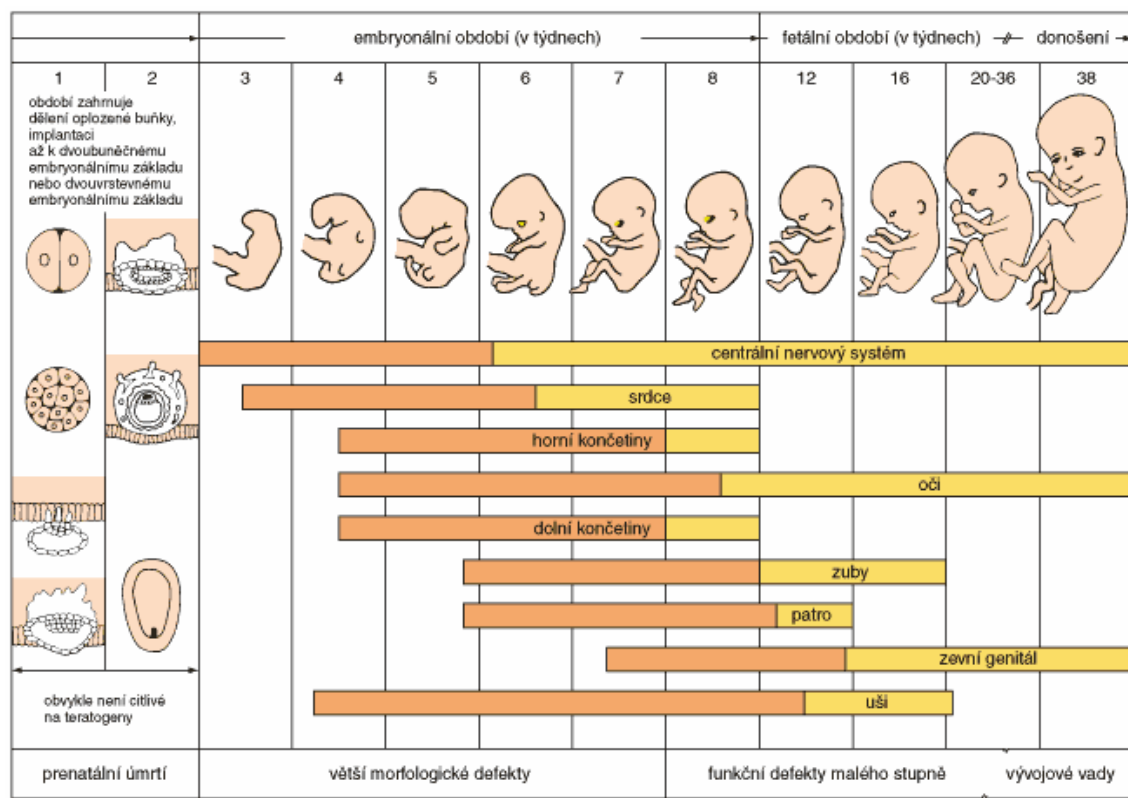 embryonální období (v týdnech)
fetální období (v týdnech)
donošení
1
2
3
4
5
6
7
8
12
16
20-36
38
období zahrnuje
dělení oplozené buňky,
implantaci
až k dvoubuněčnému
embryonálnímu základu
nebo dvouvrstevnému
embryonálnímu základu
centrální nervový systém
srdce
horní končetiny
oči
dolní končetiny
zuby
patro
zevní genitál
uši
obvykle není citlivé
na teratogeny
prenatální úmrtí
větší morfologické defekty
funkční defekty malého stupně
vývojové vady